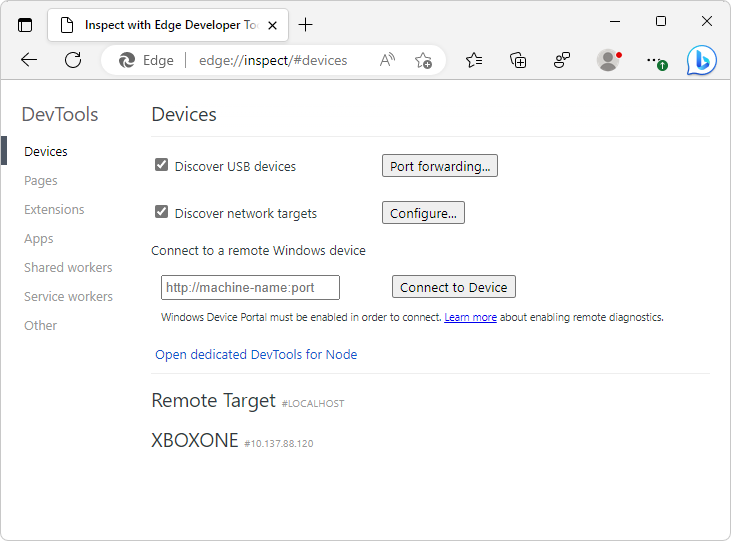 Inspect with Edge Developer To
Edge edge://inspect/#devices
DevTools
Devices
Pages
Extensions
Apps
Shared workers
Service workers
Other
Devices
Discover USB devices Port forwarding...
Discover network targets Configure...
Connect to a remote Windows device
http://machine-name:port Connect to Device
Windows Device Portal must be enabled in order to connect. Learn more about enabling remote diagnostics.
Open dedicated DevTools for Node
Remote Target #LOCALHOST
XBOXONE #10.137.88.120